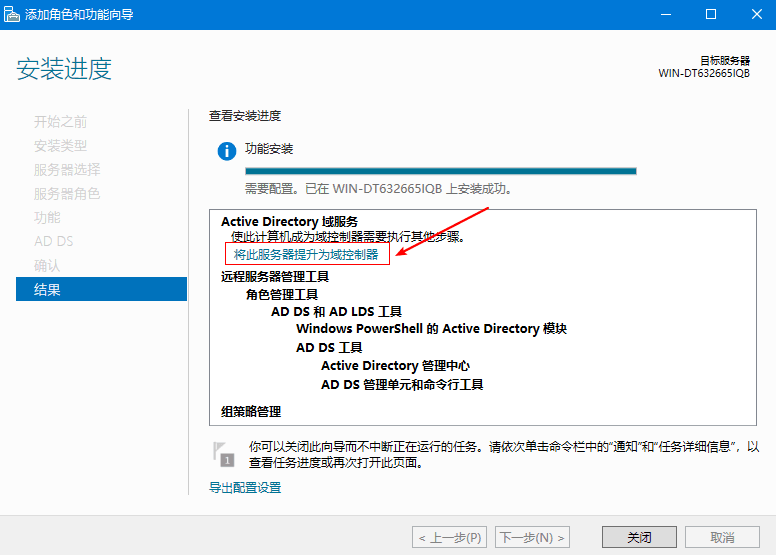 添加角色和功能向导
安装进度
目标服务器
WIN-DT632665IQB
开始之前
安装类型
服务器选择
服务器角色
功能
AD DS
确认
结果
查看安装进度
功能安装
需要配置。已在 WIN-DT632665IQB 上安装成功。
Active Directory 域服务
使此计算机成为域控制器需要执行其他步骤。
将此服务器提升为域控制器
远程服务器管理工具
角色管理工具
AD DS 和 AD LDS 工具
Windows PowerShell 的 Active Directory 模块
AD DS 工具
Active Directory 管理中心
AD DS 管理单元和命令行工具
组策略管理
1
你可以关闭此向导而不中断正在运行的任务。请依次单击命令栏中的“通知”和“任务详细信息”，以
查看任务进度或再次打开此页面。
导出配置设置
< 上一步(P)
下一步(N) >
关闭
取消